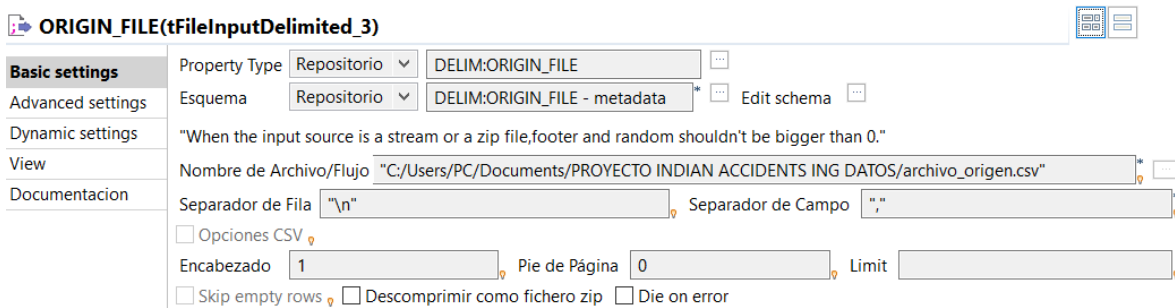 ORIGIN_FILE(tFileInputDelimited_3)
Basic settings
Advanced settings
Dynamic settings
View
Documentacion
Property Type Repositorio DELIM:ORIGIN_FILE ...
Esquema Repositorio DELIM:ORIGIN_FILE - metadata * ... Edit schema ...
"When the input source is a stream or a zip file,footer and random shouldn't be bigger than 0."
Nombre de Archivo/Flujo "C:/Users/PC/Documents/PROYECTO INDIAN ACCIDENTS ING DATOS/archivo_origen.csv" * ...
Separador de Fila "\n" Separador de Campo "," *
Opciones CSV
Encabezado 1 Pie de Página 0 Limit
Skip empty rows Descomprimir como fichero zip Die on error